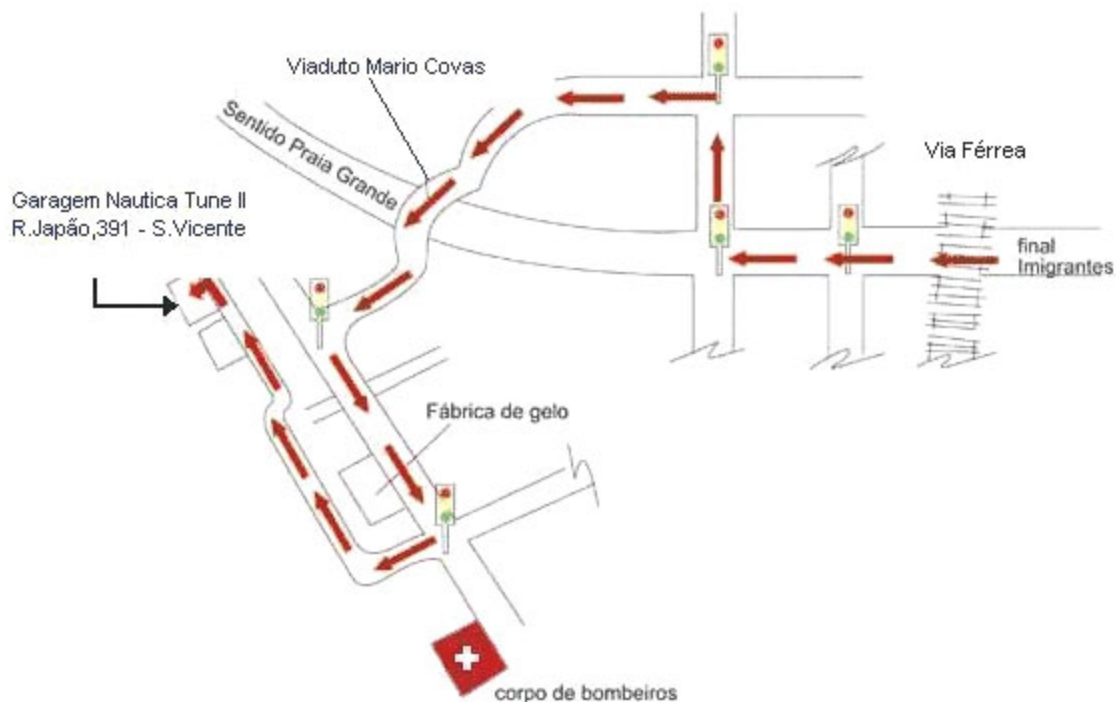 Viaduto Mario Covas
Sentido Praia Grande
Via Férrea
Garagem Nautica Tune II
R.Japão,391 - S.Vicente
final
Imigrantes
Fábrica de gelo
corpo de bombeiros